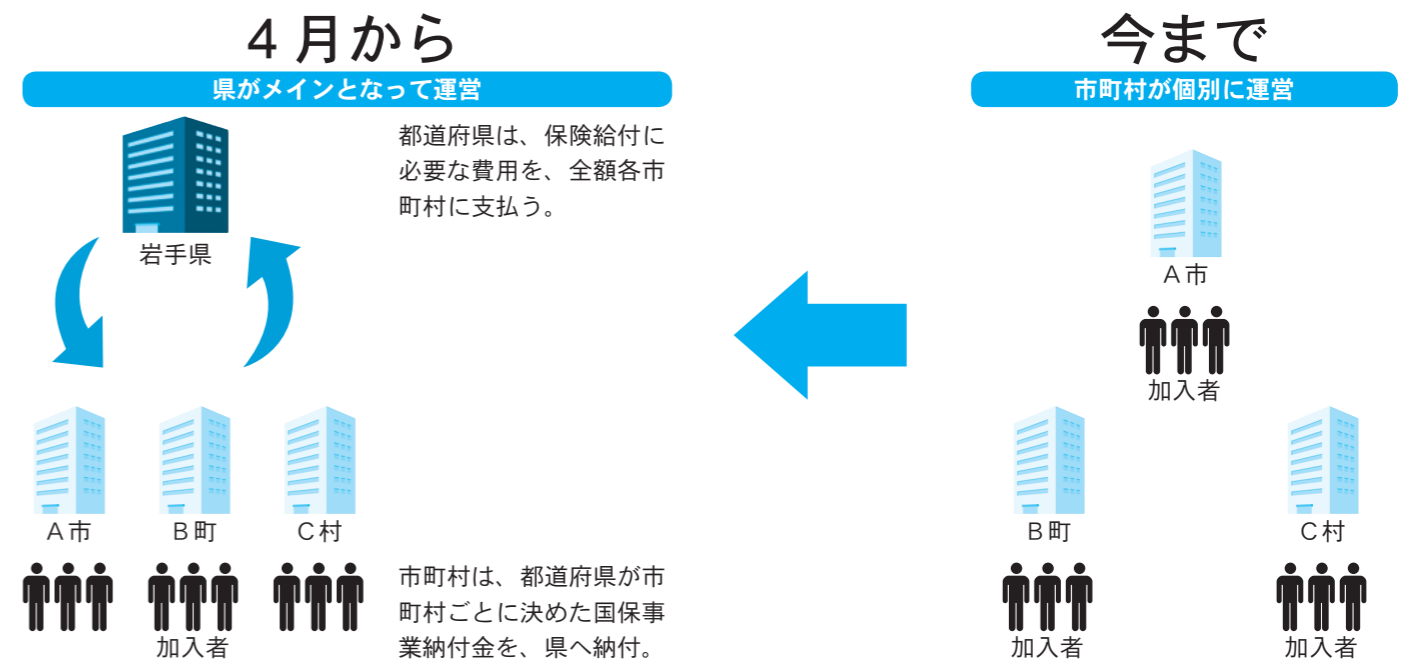 ４月から
県がメインとなって運営
都道府県は、保険給付に
必要な費用を、全額各市
町村に支払う。
岩手県
Ａ市
Ｂ町
Ｃ村
加入者
市町村は、都道府県が市
町村ごとに決めた国保事
業納付金を、県へ納付。
今まで
市町村が個別に運営
Ａ市
加入者
Ｂ町
加入者
Ｃ村
加入者